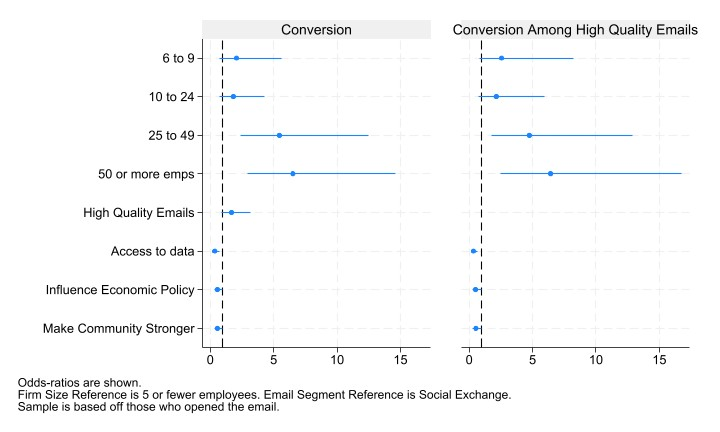 Conversion
Conversion Among High Quality Emails
6 to 9
10 to 24
25 to 49
50 or more emps
High Quality Emails
Access to data
Influence Economic Policy
Make Community Stronger
0 5 10 15
0 5 10 15
Odds-ratios are shown.
Firm Size Reference is 5 or fewer employees. Email Segment Reference is Social Exchange.
Sample is based off those who opened the email.